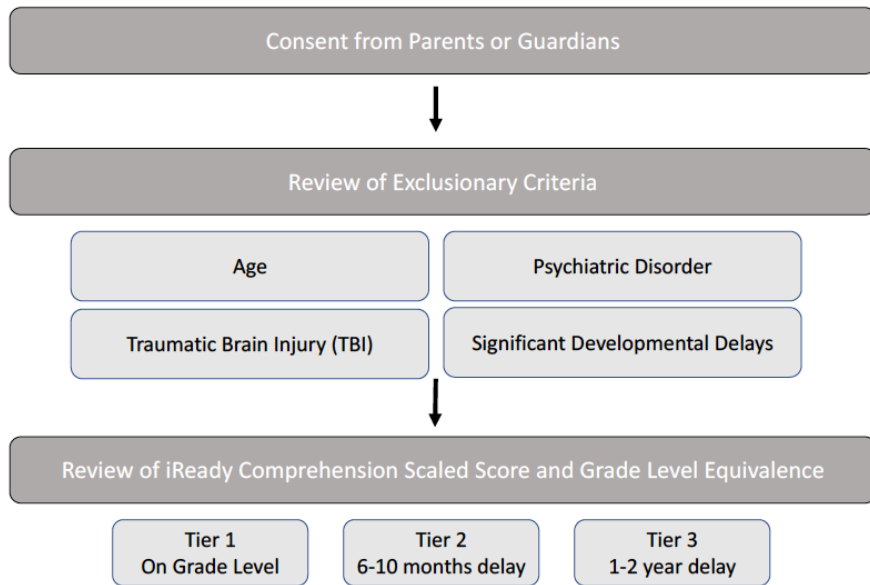 Consent from Parents or Guardians
Review of Exclusionary Criteria
Age
Psychiatric Disorder
Traumatic Brain Injury (TBI)
Significant Developmental Delays
Review of iReady Comprehension Scaled Score and Grade Level Equivalence
Tier 1
On Grade Level
Tier 2
6-10 months delay
Tier 3
1-2 year delay